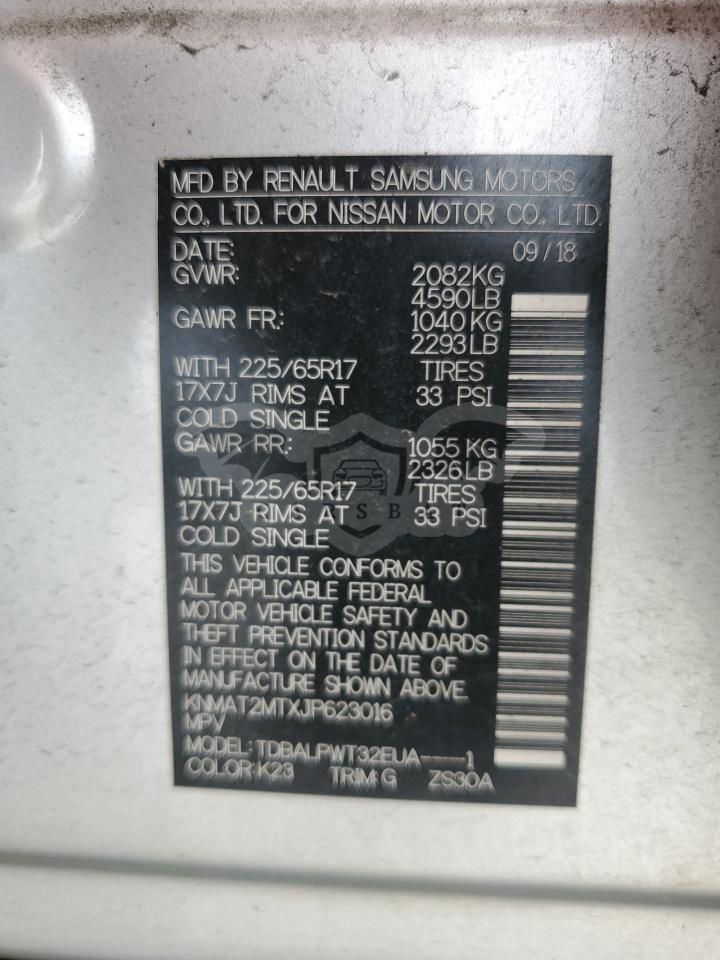 MFD BY RENAULT SAMSUNG MOTORS
CO., LTD. FOR NISSAN MOTOR CO., LTD.
DATE: 09/18
GVWR: 2082KG
4590LB
GAWR FR.: 1040 KG
2293 LB
WITH 225/65R17 TIRES
17X7J RIMS AT 33 PSI
COLD SINGLE
GAWR RR.: 1055 KG
2326LB
WITH 225/65R17 TIRES
17X7J RIMS AT 33 PSI
COLD SINGLE
THIS VEHICLE CONFORMS TO
ALL APPLICABLE FEDERAL
MOTOR VEHICLE SAFETY AND
THEFT PREVENTION STANDARDS
IN EFFECT ON THE DATE OF
MANUFACTURE SHOWN ABOVE.
KNMAT2MTXJP623016
MPV
MODEL: TDBALPWT32EUA----1
COLOR:K23 TRIM:G ZS30A